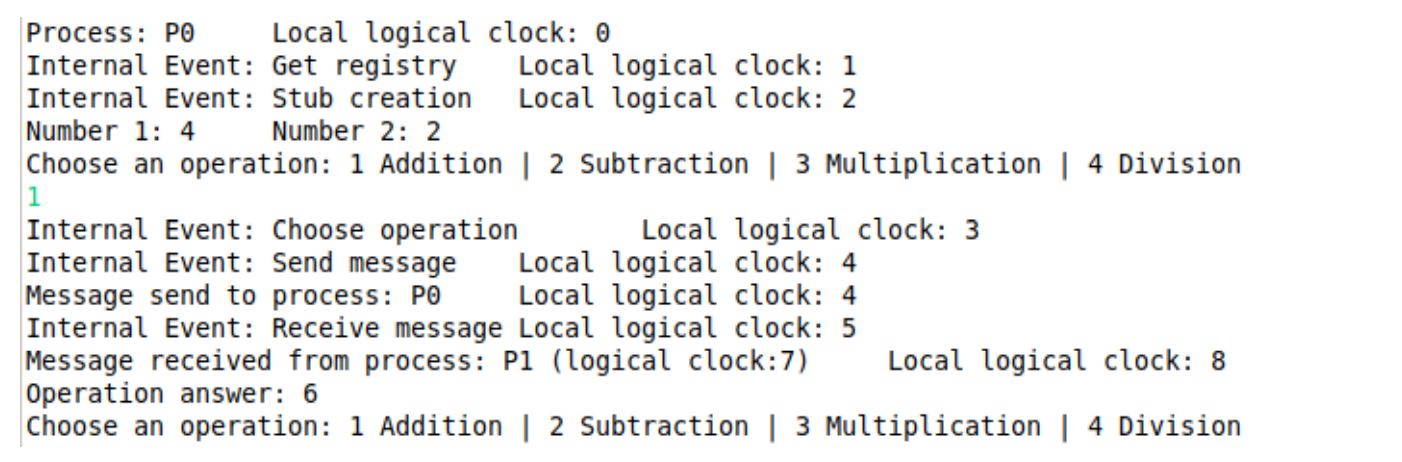 Process: P0     Local logical clock: 0
Internal Event: Get registry    Local logical clock: 1
Internal Event: Stub creation   Local logical clock: 2
Number 1: 4     Number 2: 2
Choose an operation: 1 Addition | 2 Subtraction | 3 Multiplication | 4 Division
1
Internal Event: Choose operation        Local logical clock: 3
Internal Event: Send message    Local logical clock: 4
Message send to process: P0     Local logical clock: 4
Internal Event: Receive message Local logical clock: 5
Message received from process: P1 (logical clock:7)     Local logical clock: 8
Operation answer: 6
Choose an operation: 1 Addition | 2 Subtraction | 3 Multiplication | 4 Division